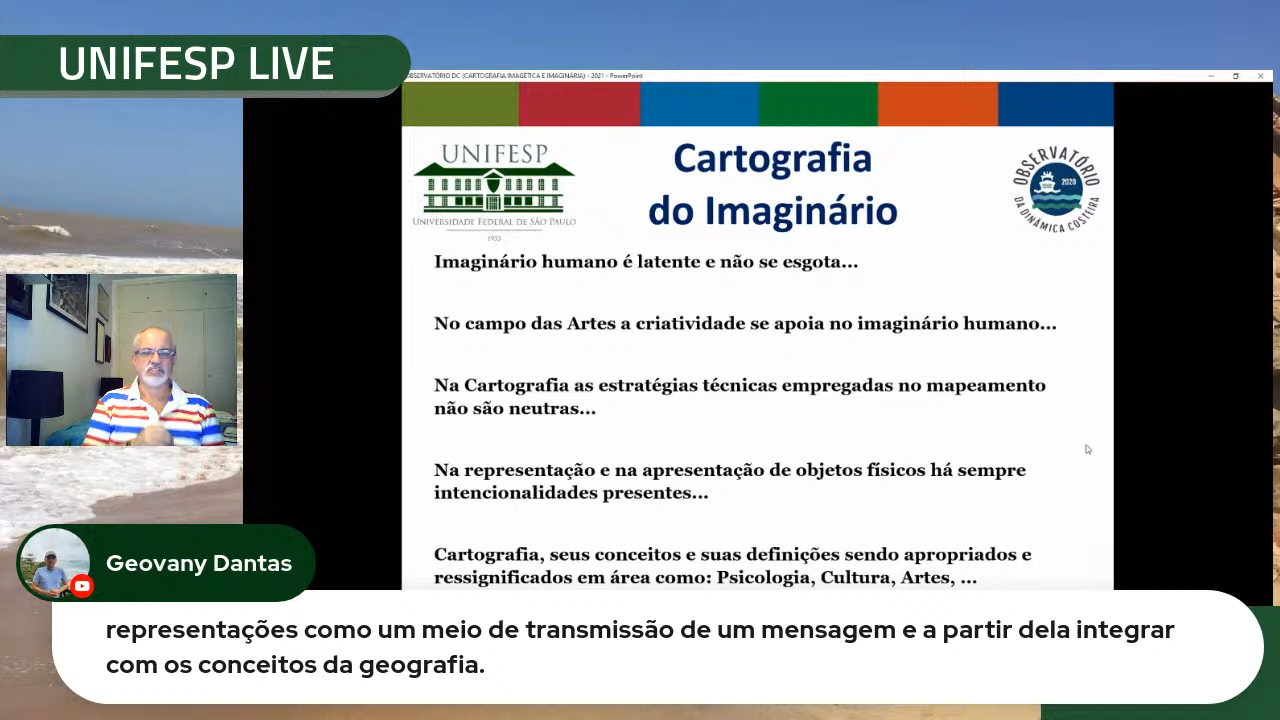 UNIFESP LIVE
OBSERVATÓRIO DC (CARTOGRAFIA IMAGÉTICA E IMAGINÁRIA) - 2021 - PowerPoint
UNIFESP
UNIVERSIDADE FEDERAL DE SÃO PAULO
1933
Cartografia
do Imaginário
OBSERVATÓRIO
2020
DA DINÂMICA COSTEIRA
Imaginário humano é latente e não se esgota...
No campo das Artes a criatividade se apoia no imaginário humano...
Na Cartografia as estratégias técnicas empregadas no mapeamento
não são neutras...
Na representação e na apresentação de objetos físicos há sempre
intencionalidades presentes...
Cartografia, seus conceitos e suas definições sendo apropriados e
ressignificados em área como: Psicologia, Cultura, Artes, ...
Geovany Dantas
representações como um meio de transmissão de um mensagem e a partir dela integrar
com os conceitos da geografia.